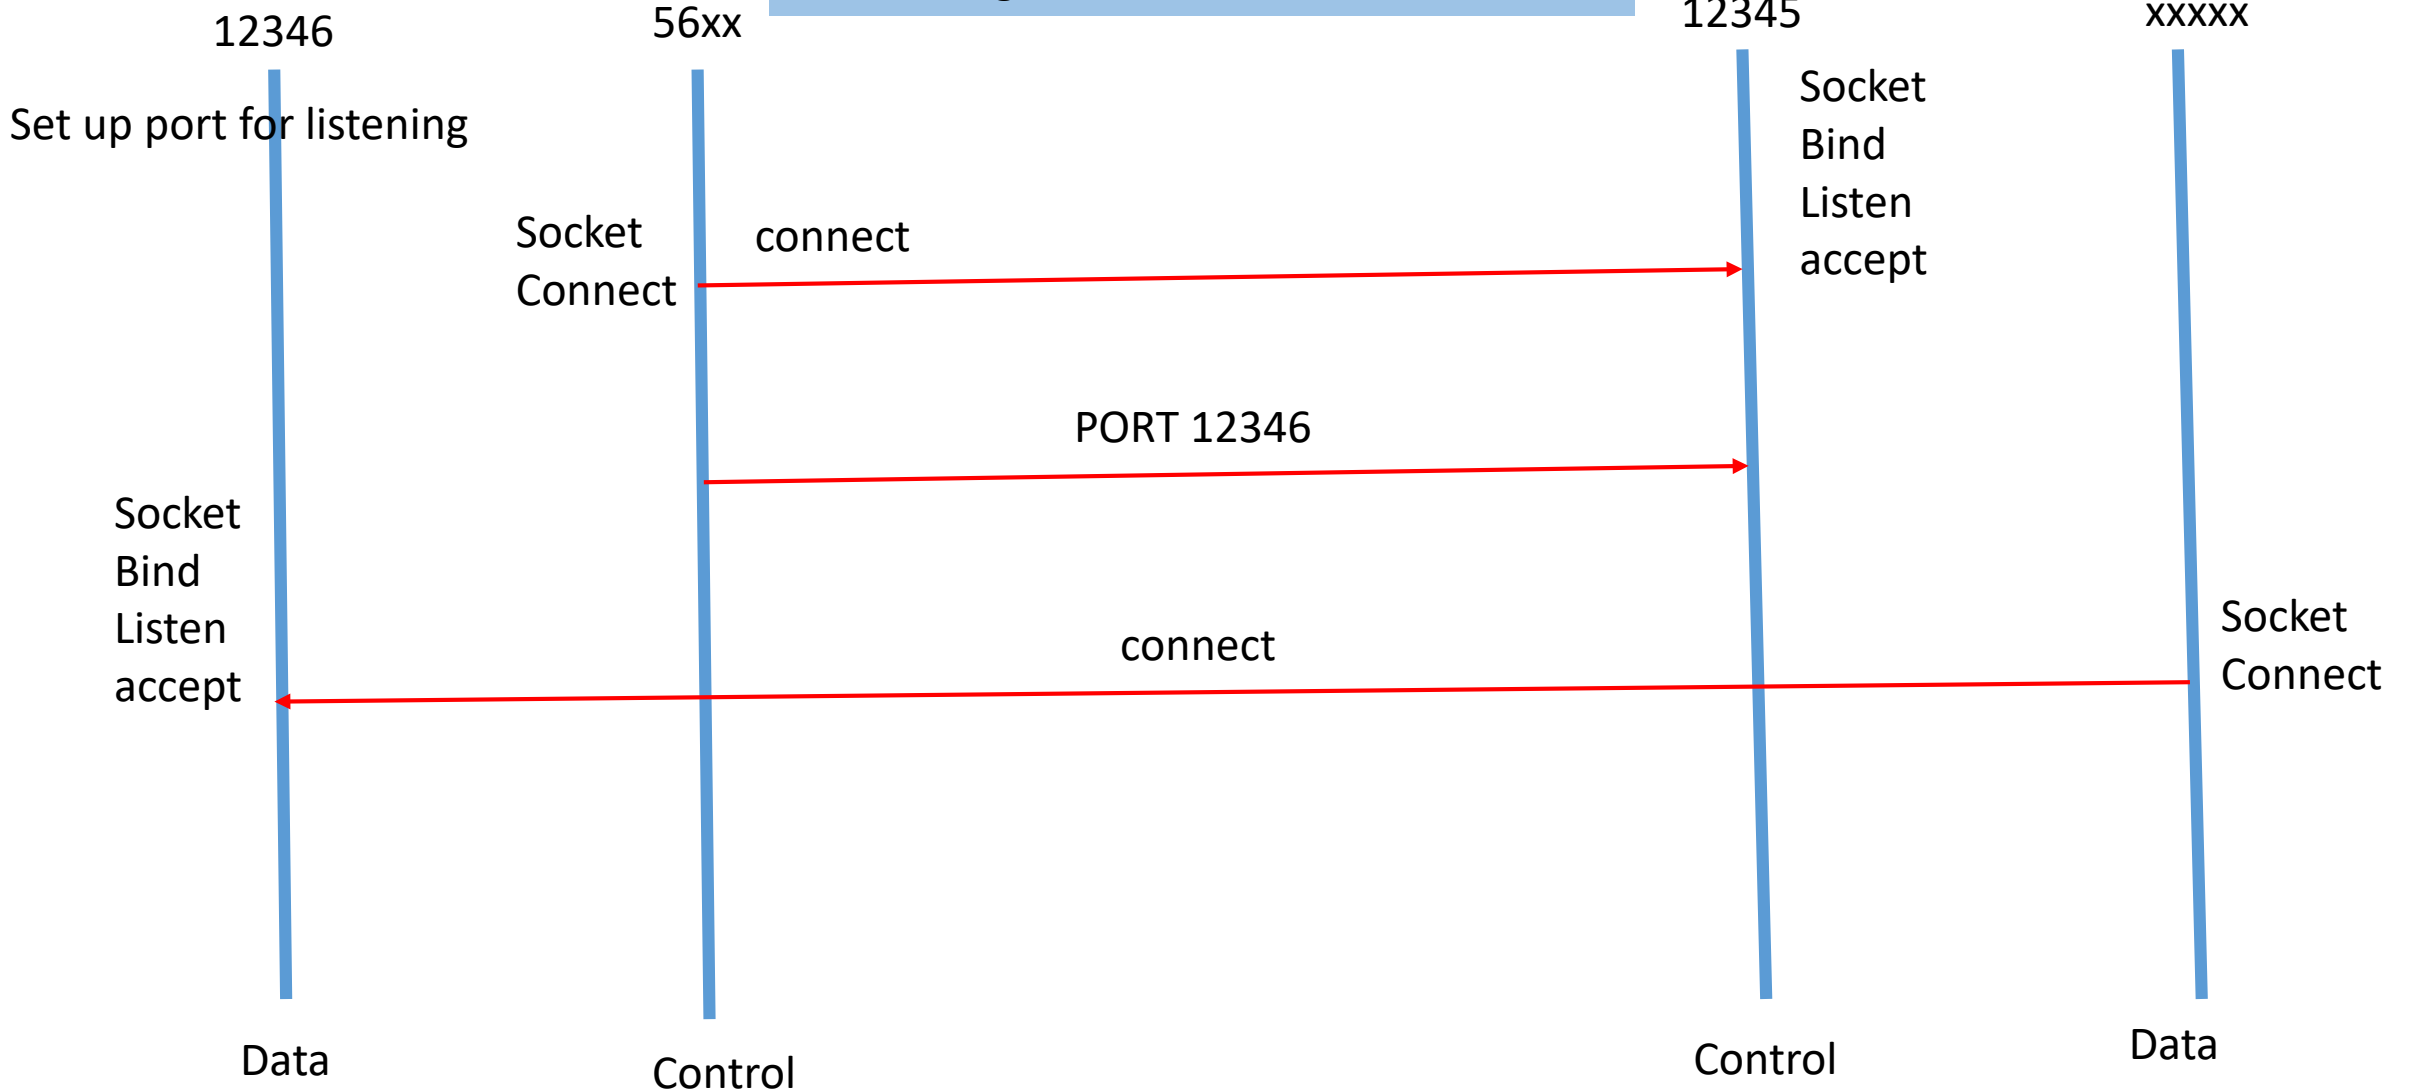 12346
56xx
12345
xxxxx
Set up port for listening
Socket
Bind
Listen
accept
Socket
Connect
connect
PORT 12346
Socket
Bind
Listen
accept
connect
Socket
Connect
Data
Control
Control
Data